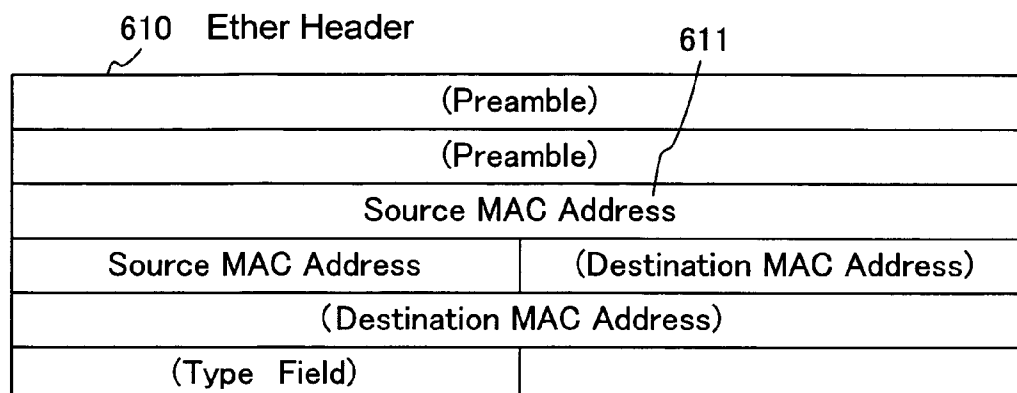 610 Ether Header
611
(Preamble)
(Preamble)
Source MAC Address
Source MAC Address (Destination MAC Address)
(Destination MAC Address)
(Type Field)